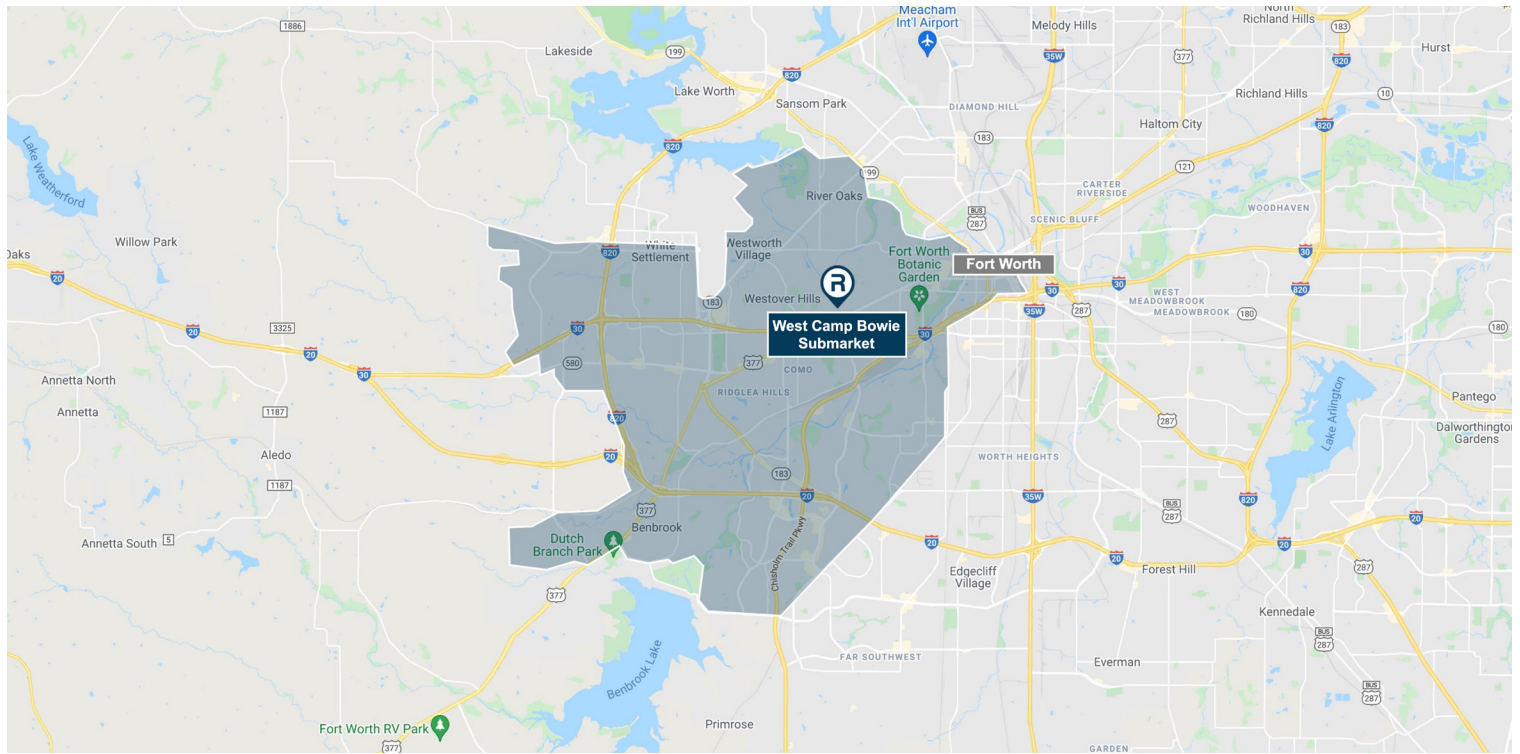 1886
Lakeside
199
820
Meacham
Int'l Airport
Melody Hills
North
Richland Hills
183
Hurst
35W
377
820
Lake Worth
Sansom Park
820
DIAMOND HILL
Richland Hills
10
Haltom City
820
183
820
121
199
Lake Weatherford
River Oaks
CARTER
RIVERSIDE
BUS
287
SCENIC BLUFF
WOODHAVEN
Willow Park
Oaks
20
820
White
Settlement
Westworth
Village
Fort Worth
Botanic
Garden
Fort Worth
30
30
30
820
WEST
MEADOWBROOK
MEADOWBROOK
180
180
183
Westover Hills
R
West Camp Bowie
Submarket
35W
287
3325
20
20
30
30
30
580
377
COMO
Annetta North
RIDGLEA HILLS
Annetta
1187
820
Lake Arlington
Pantego
Dalworthington
Gardens
287
Aledo
20
WORTH HEIGHTS
183
1187
20
35W
820
BUS
287
377
Benbrook
20
Annetta South
5
Dutch
Branch Park
Chisholm Trail Pkwy
20
20
20
Edgecliff
Village
Forest Hill
287
377
Kennedale
BUS
287
Benbrook Lake
FAR SOUTHWEST
Everman
BUS
287
Fort Worth RV Park
377
Primrose
GARDEN